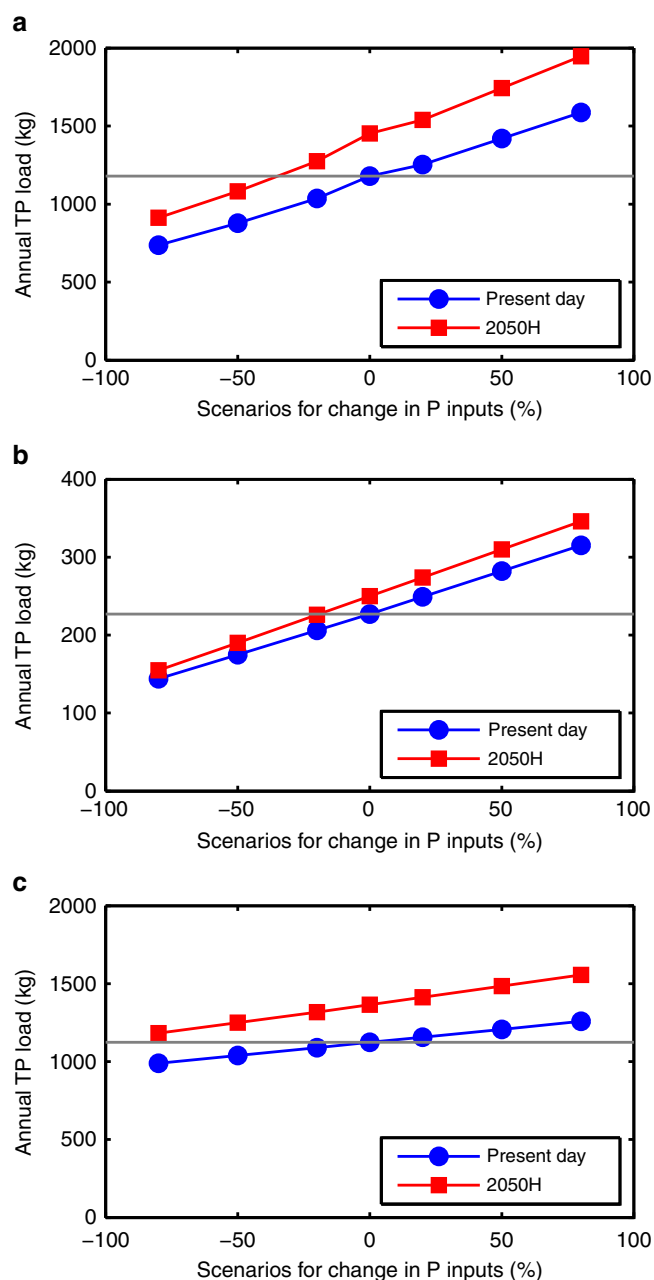 a
2000
1500
1000
500
0
Annual TP load (kg)
Present day
2050H
−100
−50
0
50
100
Scenarios for change in P inputs (%)
b
400
300
200
100
0
Annual TP load (kg)
Present day
2050H
−100
−50
0
50
100
Scenarios for change in P inputs (%)
c
2000
1500
1000
500
0
Annual TP load (kg)
Present day
2050H
−100
−50
0
50
100
Scenarios for change in P inputs (%)